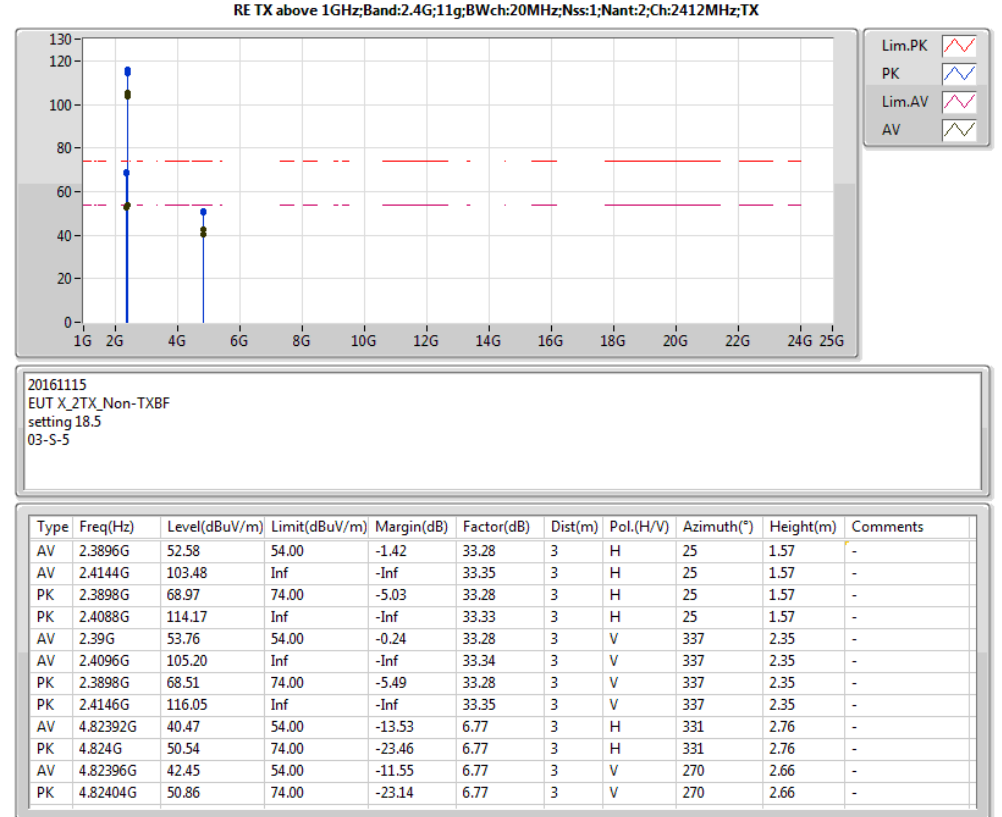 RE TX above 1GHz;Band:2.4G;11g;BWch:20MHz;Nss:1;Nant:2;Ch:2412MHz;TX
130
120
100
80
60
40
20
0
1G 2G 4G 6G 8G 10G 12G 14G 16G 18G 20G 22G 24G 25G
Lim.PK
PK
Lim.AV
AV
20161115
EUT X_2TX_Non-TXBF
setting 18.5
03-S-5
Type Freq(Hz) Level(dBuV/m) Limit(dBuV/m) Margin(dB) Factor(dB) Dist(m) Pol.(H/V) Azimuth(°) Height(m) Comments
AV 2.3896G 52.58 54.00 -1.42 33.28 3 H 25 1.57 -
AV 2.4144G 103.48 Inf -Inf 33.35 3 H 25 1.57 -
PK 2.3898G 68.97 74.00 -5.03 33.28 3 H 25 1.57 -
PK 2.4088G 114.17 Inf -Inf 33.33 3 H 25 1.57 -
AV 2.39G 53.76 54.00 -0.24 33.28 3 V 337 2.35 -
AV 2.4096G 105.20 Inf -Inf 33.34 3 V 337 2.35 -
PK 2.3898G 68.51 74.00 -5.49 33.28 3 V 337 2.35 -
PK 2.4146G 116.05 Inf -Inf 33.35 3 V 337 2.35 -
AV 4.82392G 40.47 54.00 -13.53 6.77 3 H 331 2.76 -
PK 4.824G 50.54 74.00 -23.46 6.77 3 H 331 2.76 -
AV 4.82396G 42.45 54.00 -11.55 6.77 3 V 270 2.66 -
PK 4.82404G 50.86 74.00 -23.14 6.77 3 V 270 2.66 -